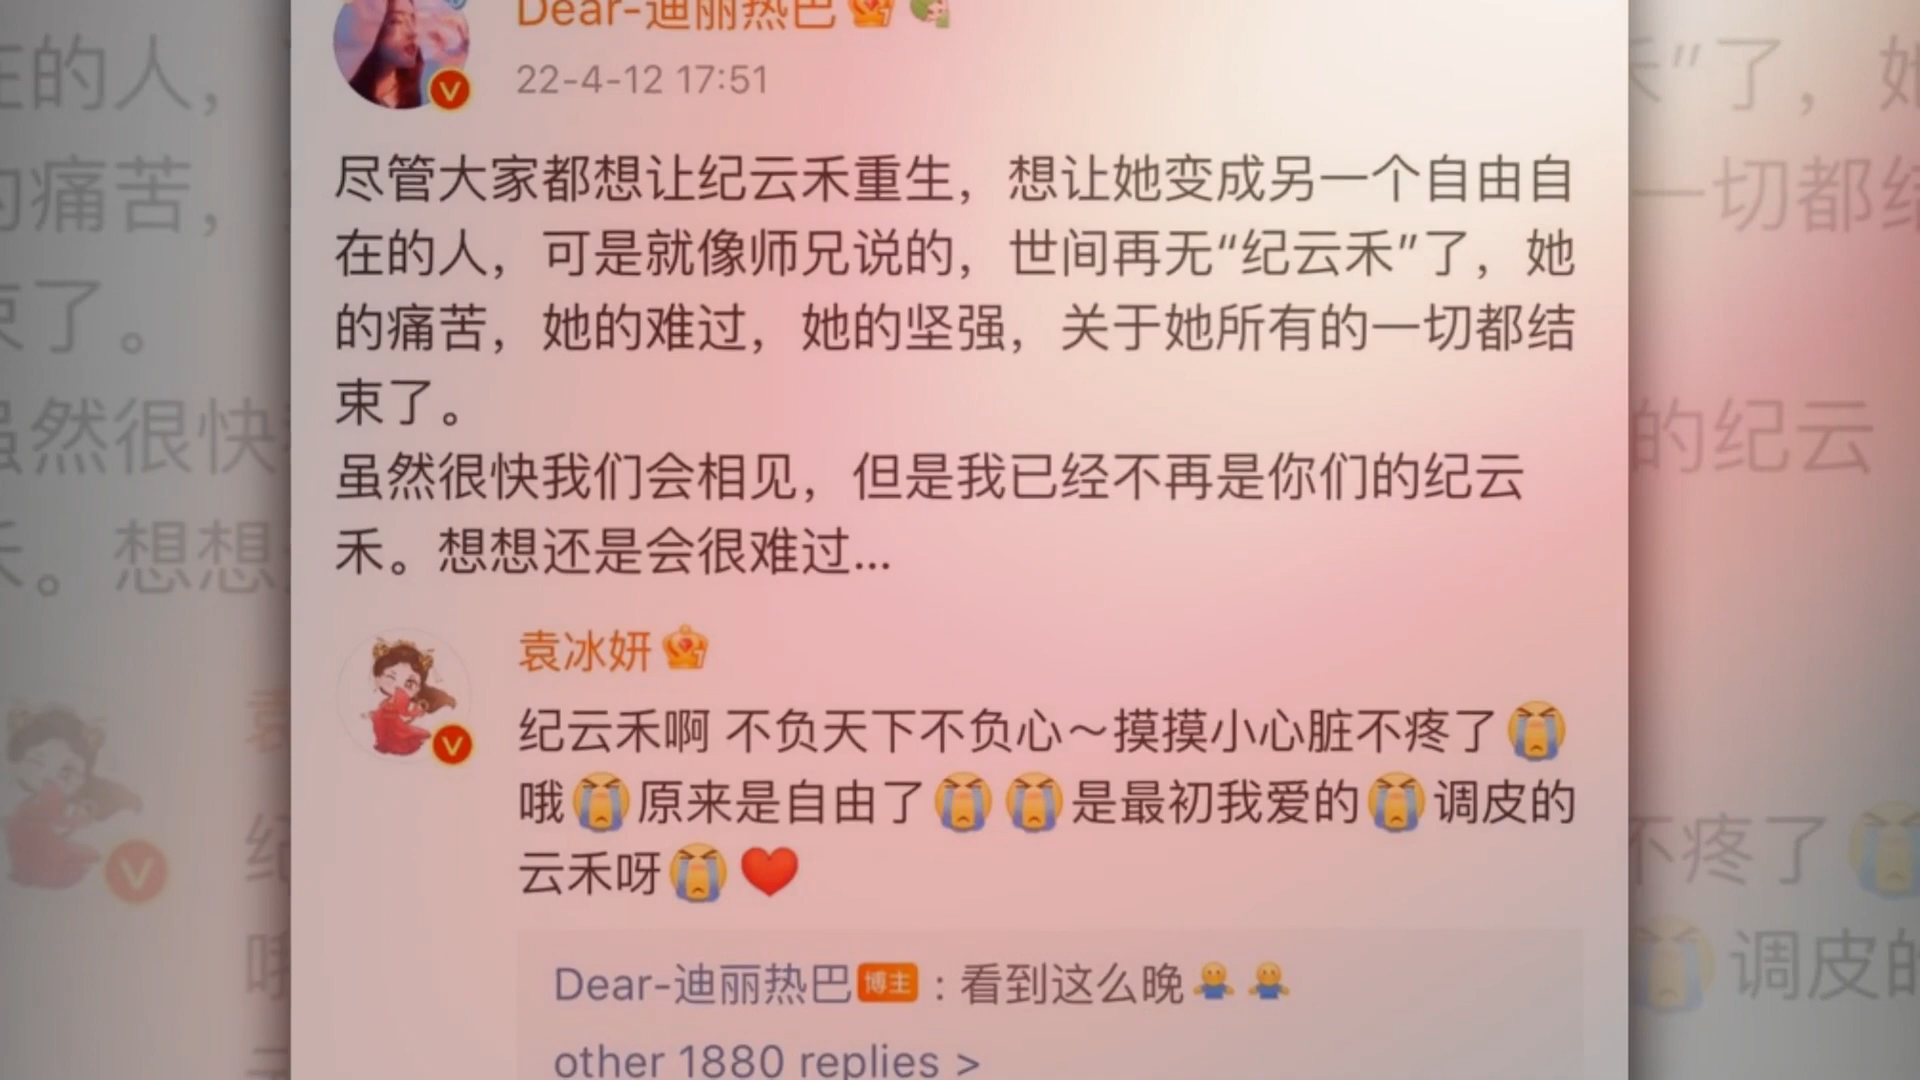 Dear-迪丽热巴
22-4-12 17:51
尽管大家都想让纪云禾重生，想让她变成另一个自由自
在的人，可是就像师兄说的，世间再无“纪云禾”了，她
的痛苦，她的难过，她的坚强，关于她所有的一切都结
束了。
虽然很快我们会相见，但是我已经不再是你们的纪云
禾。想想还是会很难过...
袁冰妍
纪云禾啊 不负天下不负心～摸摸小心脏不疼了😭
哦😭原来是自由了😭😭是最初我爱的😭调皮的
云禾呀😭❤️
Dear-迪丽热巴 博主：看到这么晚
other 1880 replies >